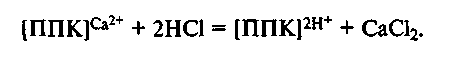 [ППК]Ca²⁺ + 2HCl = [ППК]²ᴴ⁺ + CaCl₂.